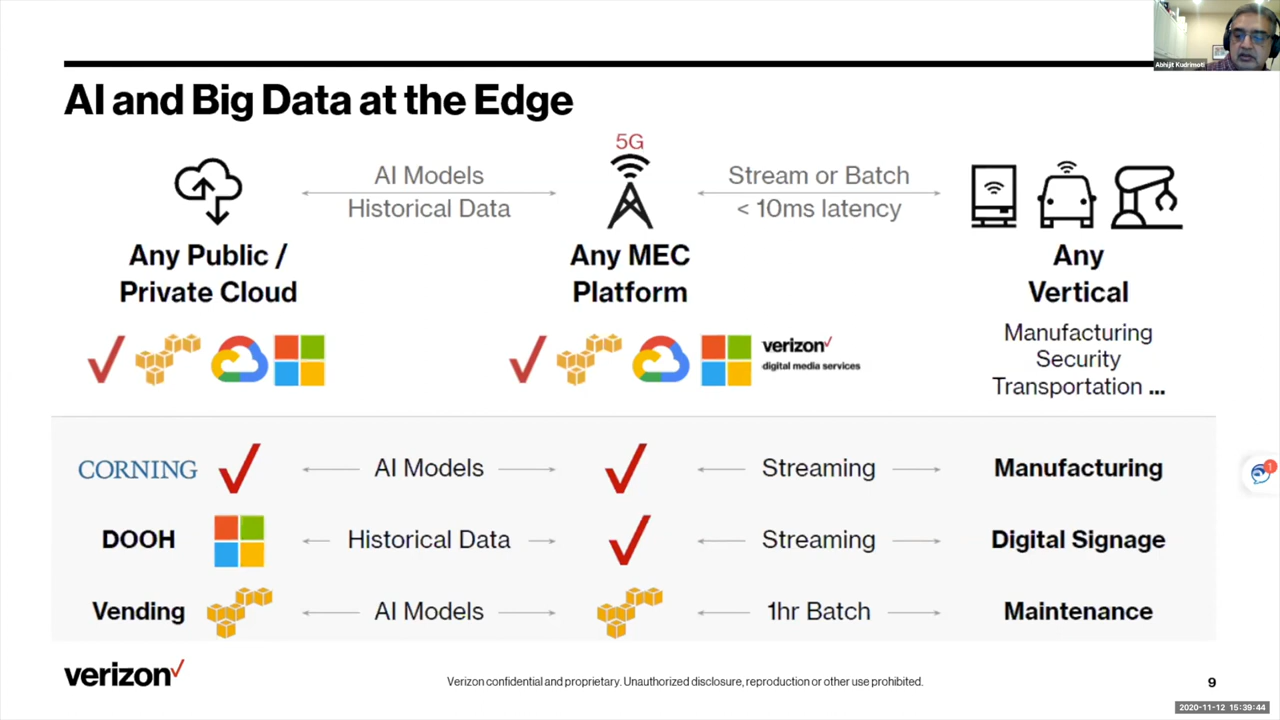 Abhijit Kudrimoti
AI and Big Data at the Edge
5G
AI Models
Historical Data
Stream or Batch
< 10ms latency
Any Public /
Private Cloud
Any MEC
Platform
Any
Vertical
verizon
digital media services
Manufacturing
Security
Transportation ...
CORNING
AI Models
Streaming
Manufacturing
DOOH
Historical Data
Streaming
Digital Signage
Vending
AI Models
1hr Batch
Maintenance
verizon
Verizon confidential and proprietary. Unauthorized disclosure, reproduction or other use prohibited.
9
1
2020-11-12 15:39:44